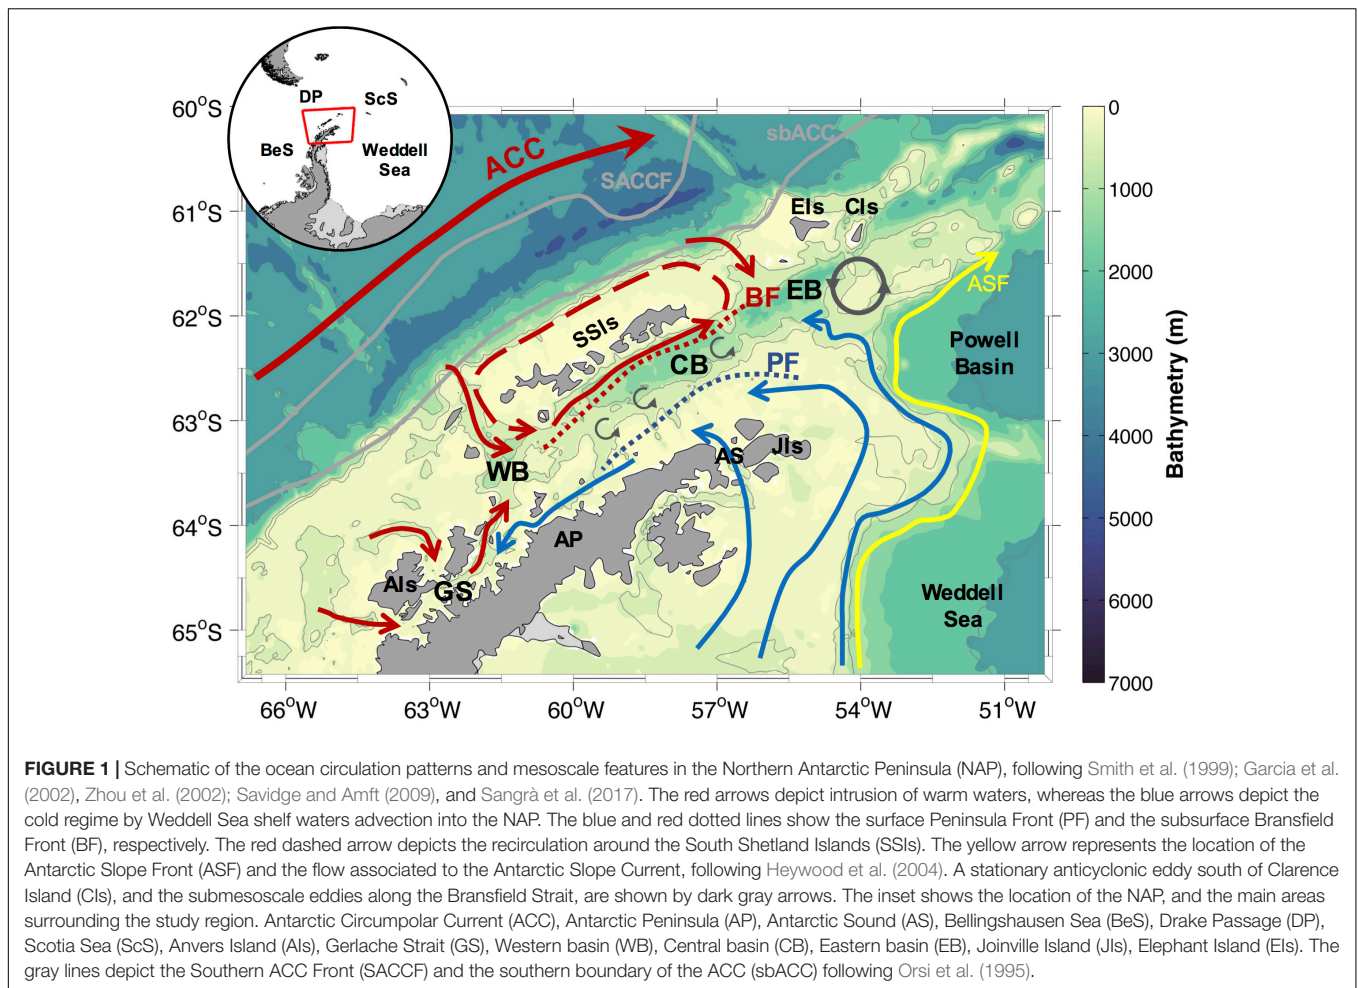 DP
ScS
BeS
Weddell
Sea
60°S
61°S
62°S
63°S
64°S
65°S
ACC
SACCF
sbACC
EIs
CIs
BF
EB
ASF
SSIs
CB
PF
Powell
Basin
WB
AS
JIs
AP
AIs
GS
Weddell
Sea
66°W
63°W
60°W
57°W
54°W
51°W
0
1000
2000
3000
4000
5000
6000
7000
Bathymetry (m)
FIGURE 1 | Schematic of the ocean circulation patterns and mesoscale features in the Northern Antarctic Peninsula (NAP), following Smith et al. (1999); Garcia et al.
(2002), Zhou et al. (2002); Savidge and Amft (2009), and Sangrà et al. (2017). The red arrows depict intrusion of warm waters, whereas the blue arrows depict the
cold regime by Weddell Sea shelf waters advection into the NAP. The blue and red dotted lines show the surface Peninsula Front (PF) and the subsurface Bransfield
Front (BF), respectively. The red dashed arrow depicts the recirculation around the South Shetland Islands (SSIs). The yellow arrow represents the location of the
Antarctic Slope Front (ASF) and the flow associated to the Antarctic Slope Current, following Heywood et al. (2004). A stationary anticyclonic eddy south of Clarence
Island (CIs), and the submesoscale eddies along the Bransfield Strait, are shown by dark gray arrows. The inset shows the location of the NAP, and the main areas
surrounding the study region. Antarctic Circumpolar Current (ACC), Antarctic Peninsula (AP), Antarctic Sound (AS), Bellingshausen Sea (BeS), Drake Passage (DP),
Scotia Sea (ScS), Anvers Island (AIs), Gerlache Strait (GS), Western basin (WB), Central basin (CB), Eastern basin (EB), Joinville Island (JIs), Elephant Island (EIs). The
gray lines depict the Southern ACC Front (SACCF) and the southern boundary of the ACC (sbACC) following Orsi et al. (1995).